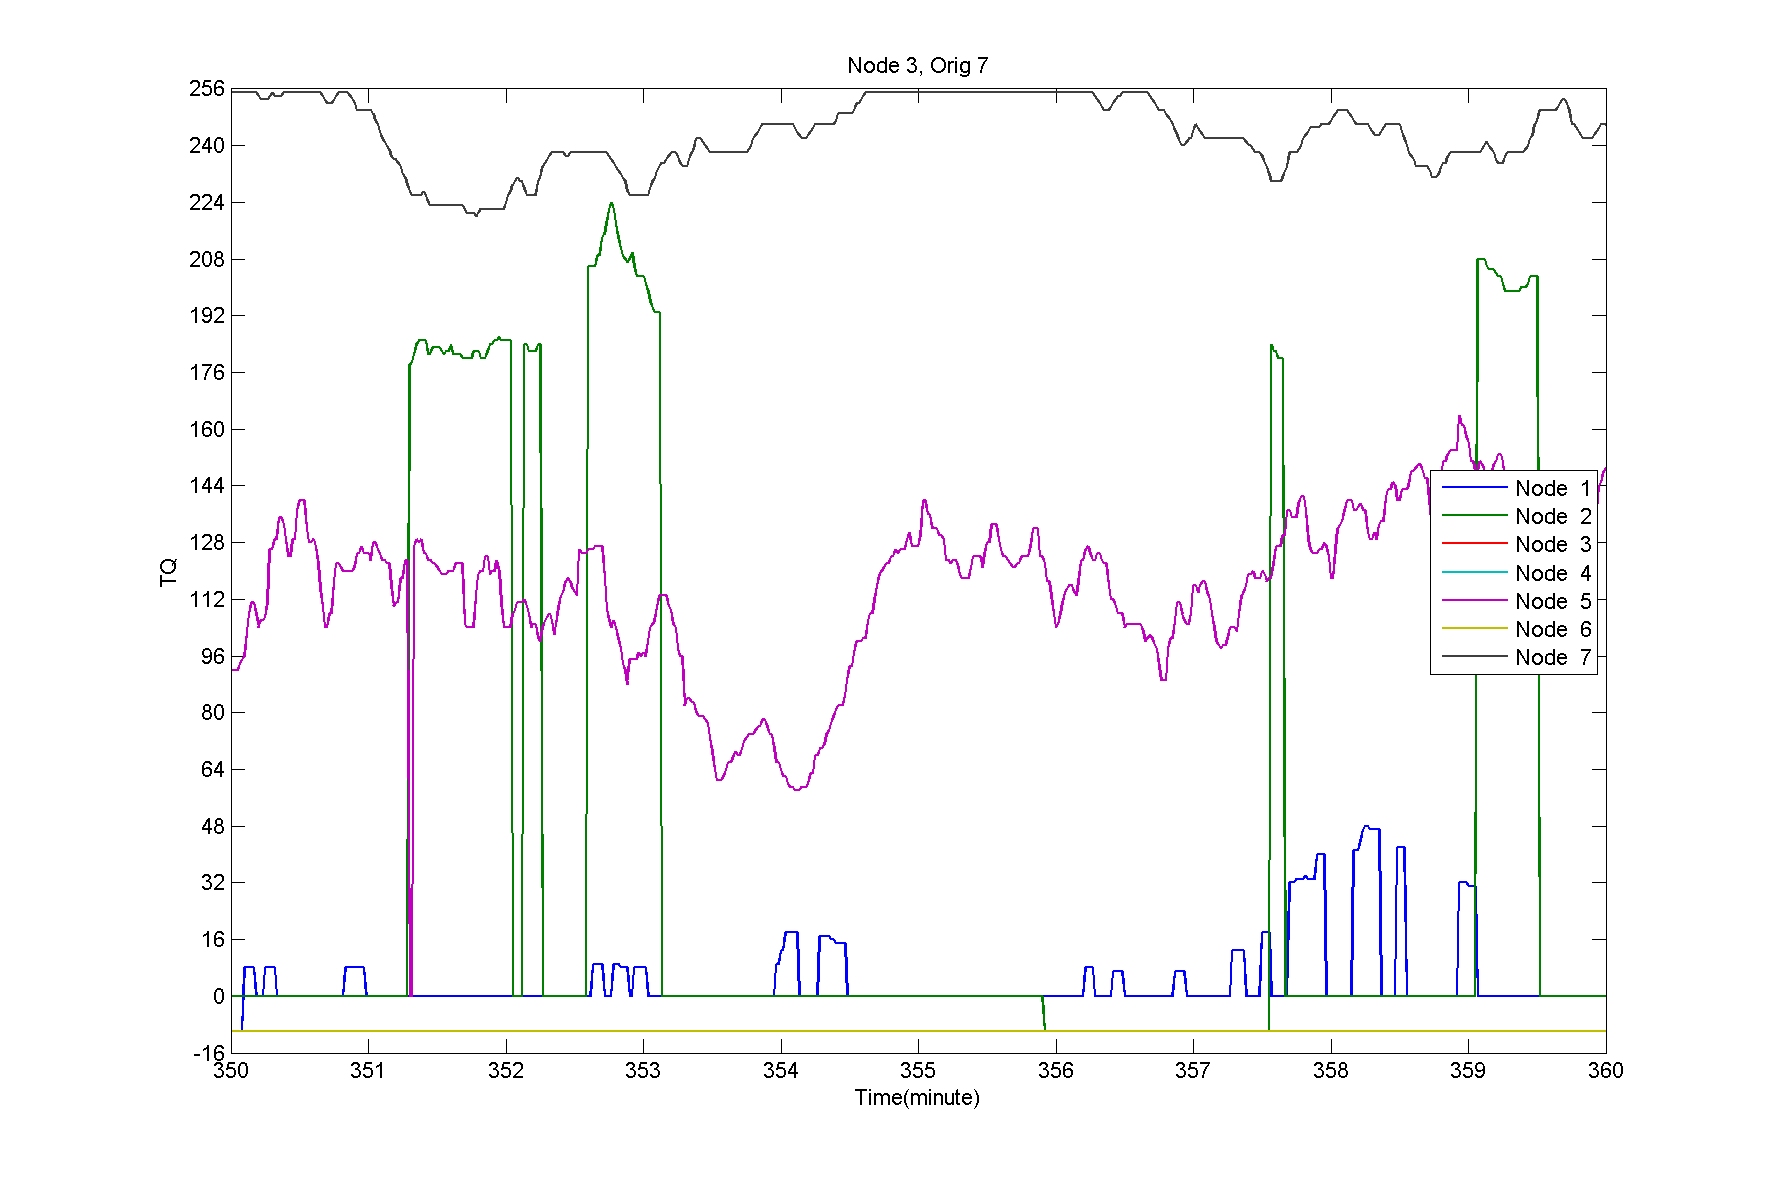 Node 3, Orig 7
256
240
224
208
192
176
160
144
128
112
96
80
64
48
32
16
0
-16
TQ
Node 1
Node 2
Node 3
Node 4
Node 5
Node 6
Node 7
350 351 352 353 354 355 356 357 358 359 360
Time(minute)